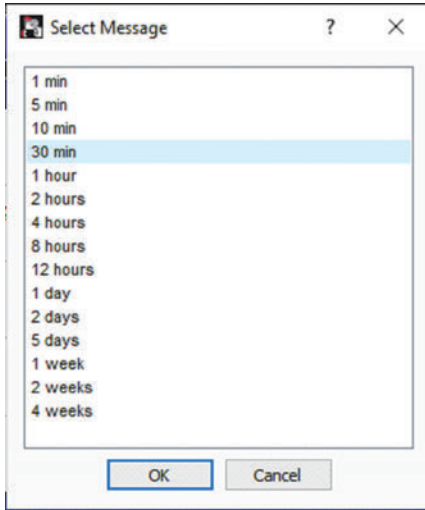 Select Message ?
1 min
5 min
10 min
30 min
1 hour
2 hours
4 hours
8 hours
12 hours
1 day
2 days
5 days
1 week
2 weeks
4 weeks
OK Cancel